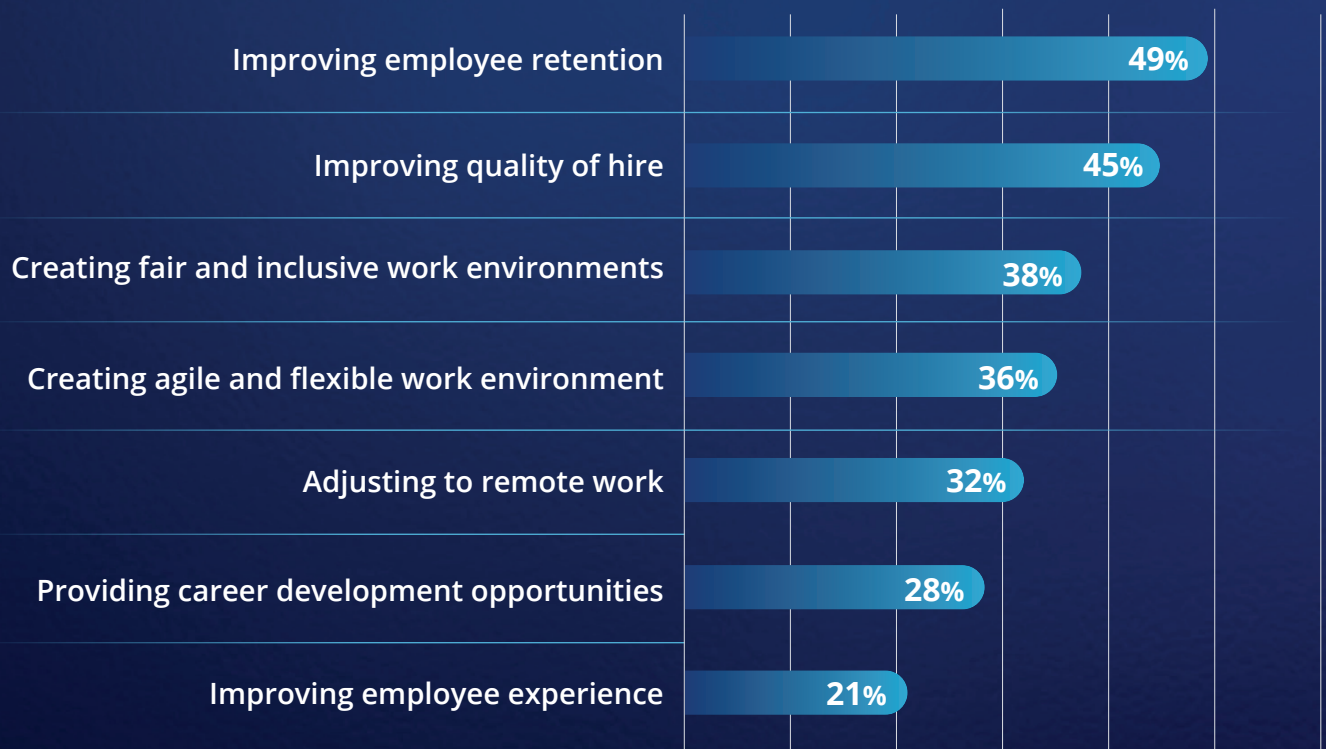 Improving employee retention 49%
Improving quality of hire 45%
Creating fair and inclusive work environments 38%
Creating agile and flexible work environment 36%
Adjusting to remote work 32%
Providing career development opportunities 28%
Improving employee experience 21%